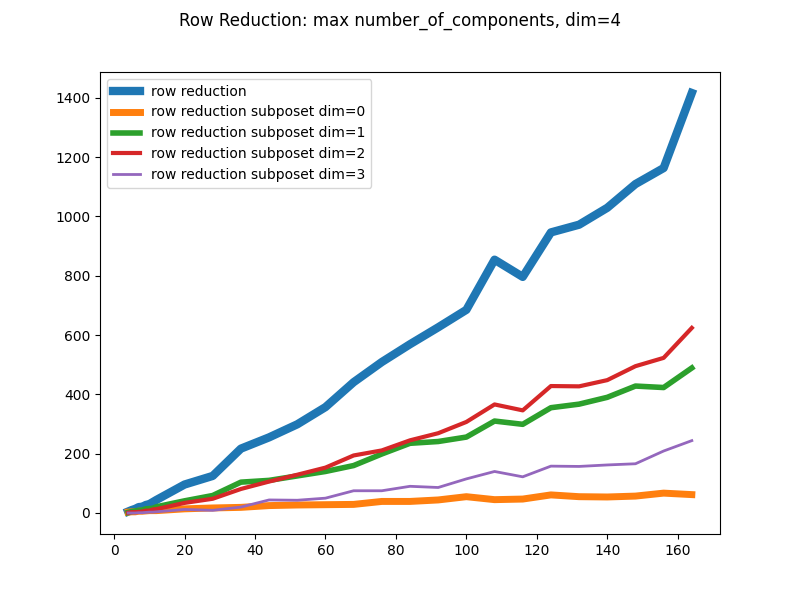 Row Reduction: max number_of_components, dim=4
row reduction
row reduction subposet dim=0
row reduction subposet dim=1
row reduction subposet dim=2
row reduction subposet dim=3
1400
1200
1000
800
600
400
200
0
0 20 40 60 80 100 120 140 160